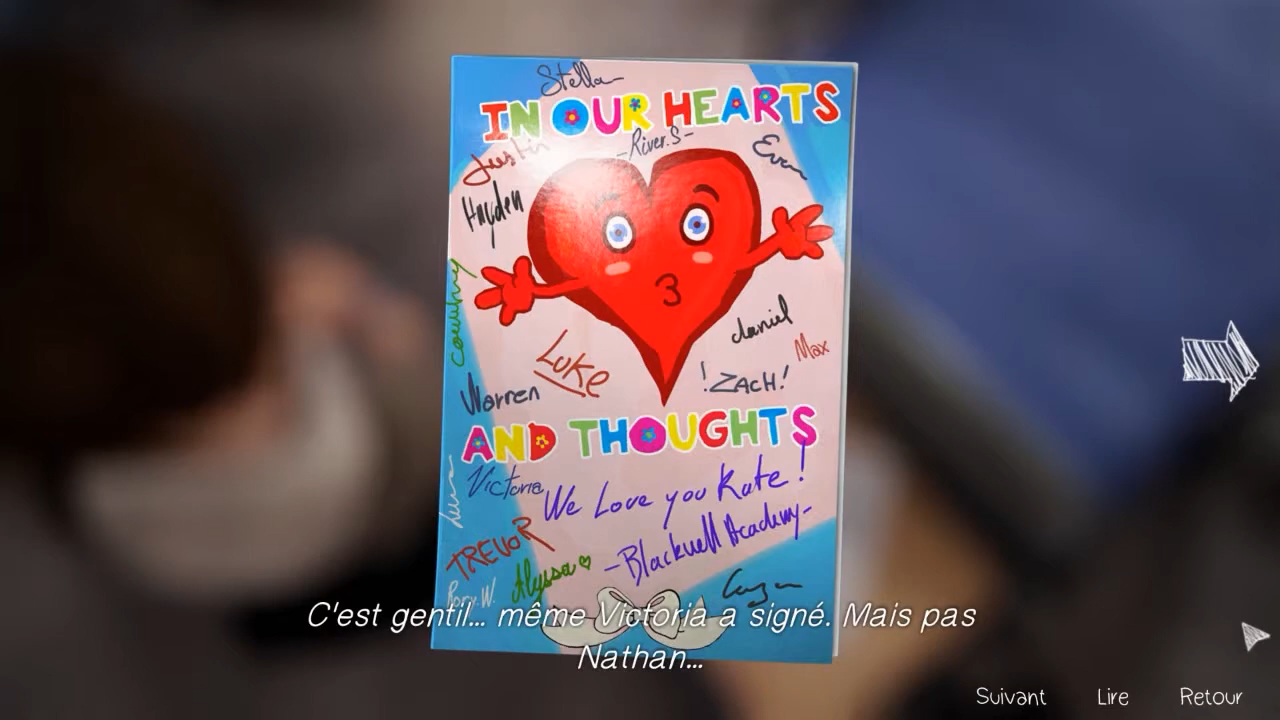 Stella
IN OUR HEARTS
Justin
-River.S-
Evan
Hayden
Courtney
daniel
Max
Luke
!ZACH!
Warren
AND THOUGHTS
Victoria
We Love you Kate!
TREVOR
-Blackwell Academy-
Alyssa
Rory W.
C'est gentil... même Victoria a signé. Mais pas
Nathan...
Suivant Lire Retour